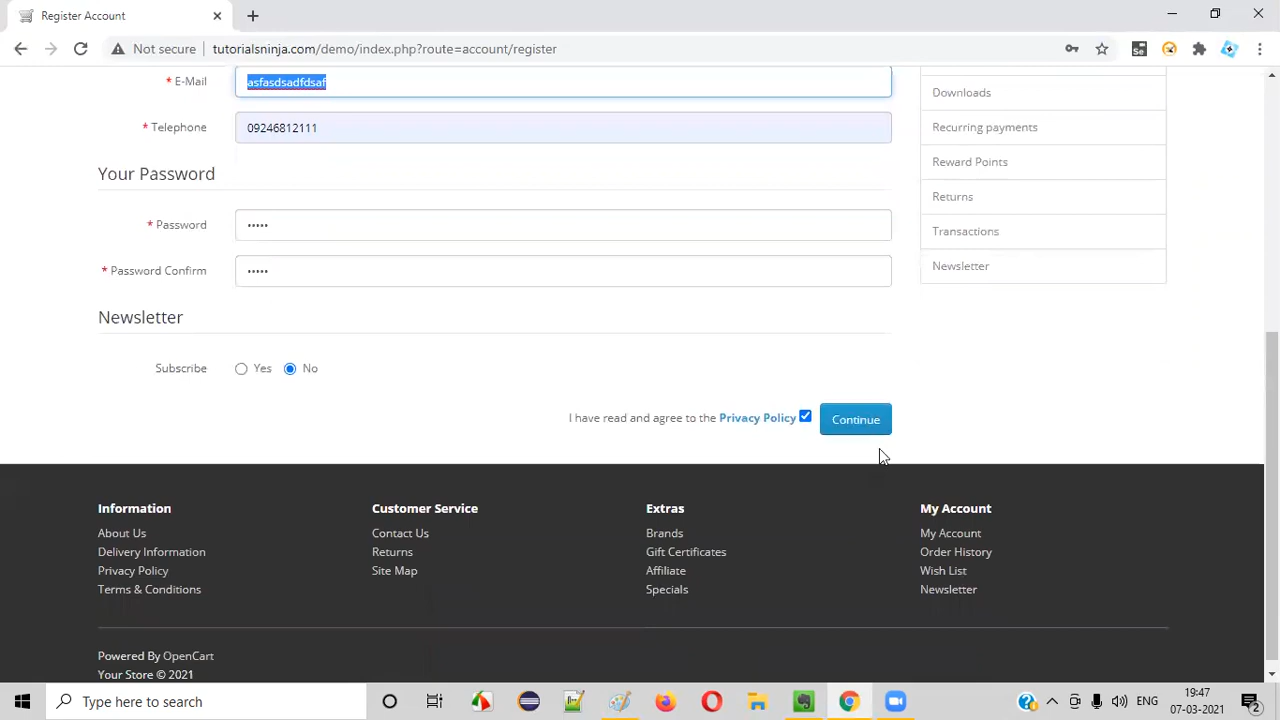 Register Account
Not secure
tutorialsninja.com/demo/index.php?route=account/register
* E-Mail
asfasdsadfdsaf
* Telephone
09246812111
Your Password
* Password
•••••
* Password Confirm
•••••
Newsletter
Subscribe
Yes
No
I have read and agree to the Privacy Policy
Continue
Downloads
Recurring payments
Reward Points
Returns
Transactions
Newsletter
Information
About Us
Delivery Information
Privacy Policy
Terms & Conditions
Customer Service
Contact Us
Returns
Site Map
Extras
Brands
Gift Certificates
Affiliate
Specials
My Account
My Account
Order History
Wish List
Newsletter
Powered By OpenCart
Your Store © 2021
Type here to search
Se
ENG
19:47
07-03-2021
2